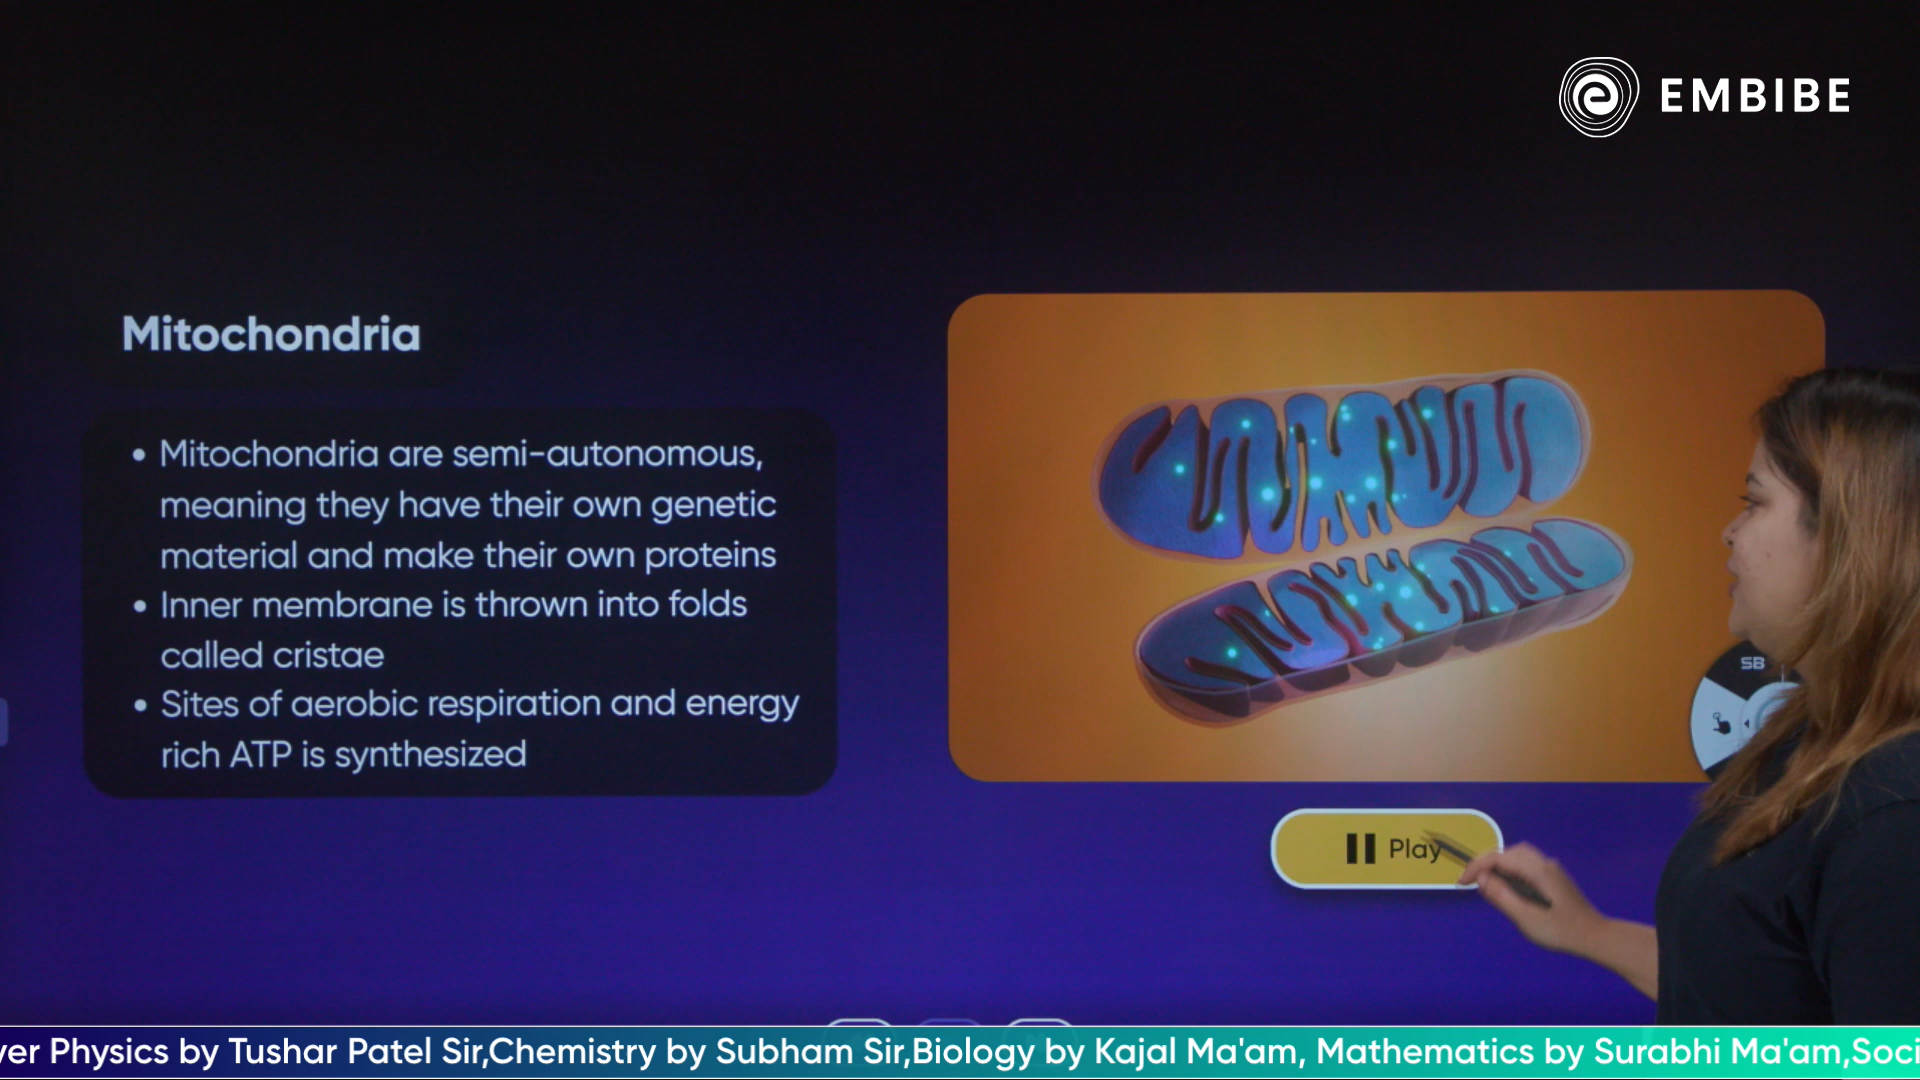 EMBIBE
Mitochondria
• Mitochondria are semi-autonomous,
meaning they have their own genetic
material and make their own proteins
• Inner membrane is thrown into folds
called cristae
• Sites of aerobic respiration and energy
rich ATP is synthesized
SB
Play
Physics by Tushar Patel Sir,Chemistry by Subham Sir,Biology by Kajal Ma'am, Mathematics by Surabhi Ma'am,